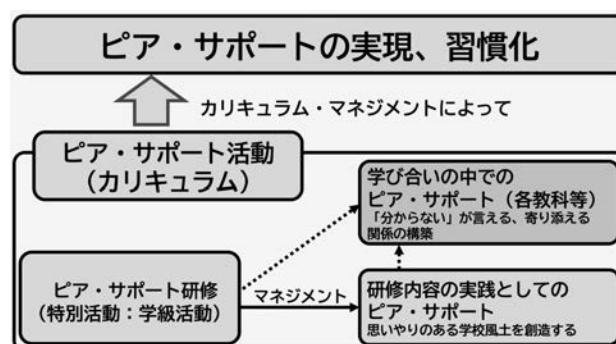 ピア・サポートの実現、習慣化
カリキュラム・マネジメントによって
ピア・サポート活動
（カリキュラム）
学び合いの中での
ピア・サポート（各教科等）
「分からない」が言える、寄り添える
関係の構築
ピア・サポート研修
（特別活動：学級活動）
マネジメント
研修内容の実践としての
ピア・サポート
思いやりのある学校風土を創造する